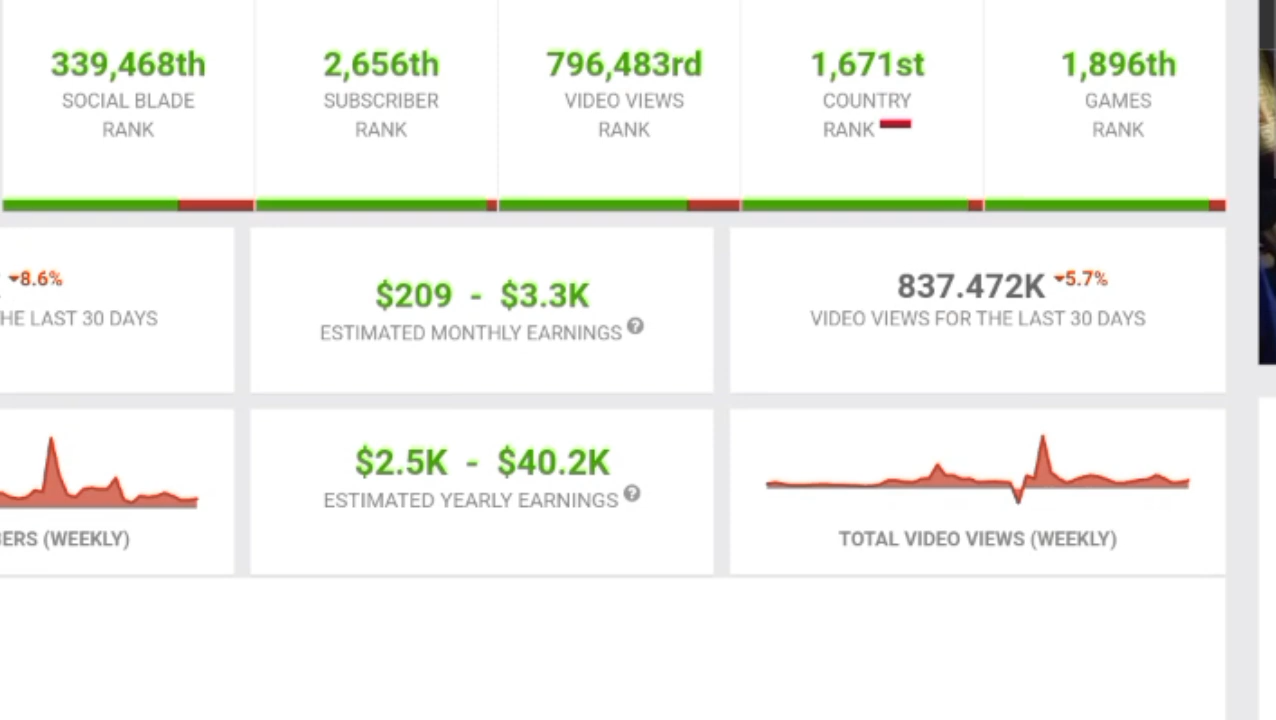 339,468th
SOCIAL BLADE
RANK
2,656th
SUBSCRIBER
RANK
796,483rd
VIDEO VIEWS
RANK
1,671st
COUNTRY
RANK
1,896th
GAMES
RANK
8.6%
HE LAST 30 DAYS
$209 - $3.3K
ESTIMATED MONTHLY EARNINGS ?
837.472K 5.7%
VIDEO VIEWS FOR THE LAST 30 DAYS
BERS (WEEKLY)
$2.5K - $40.2K
ESTIMATED YEARLY EARNINGS ?
TOTAL VIDEO VIEWS (WEEKLY)